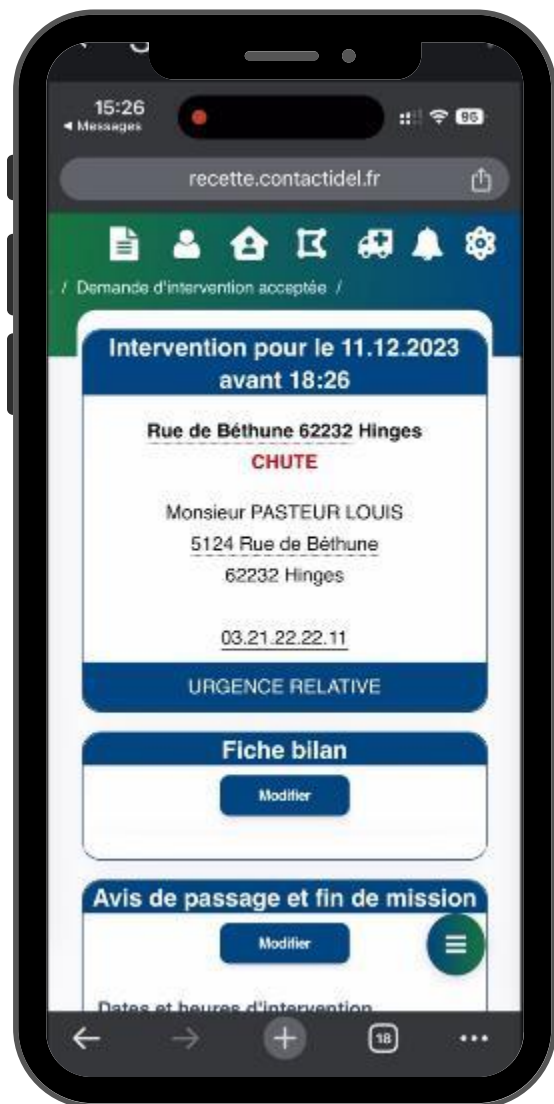 15:26
◀ Messages
96
recette.contactidel.fr
/ Demande d'intervention acceptée /
Intervention pour le 11.12.2023
avant 18:26
Rue de Béthune 62232 Hinges
CHUTE
Monsieur PASTEUR LOUIS
5124 Rue de Béthune
62232 Hinges
03.21.22.22.11
URGENCE RELATIVE
Fiche bilan
Modifier
Avis de passage et fin de mission
Modifier
Dates et heures d'intervention
18